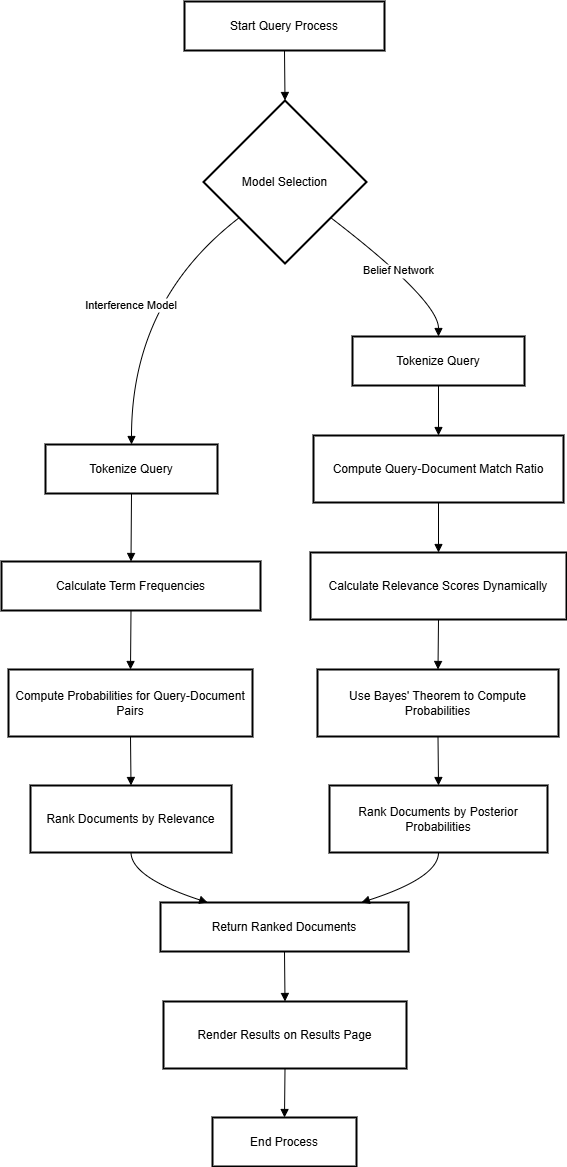 Start Query Process
Model Selection
Belief Network
Interference Model
Tokenize Query
Compute Query-Document Match Ratio
Tokenize Query
Calculate Term Frequencies
Calculate Relevance Scores Dynamically
Compute Probabilities for Query-Document
Pairs
Use Bayes' Theorem to Compute
Probabilities
Rank Documents by Relevance
Rank Documents by Posterior
Probabilities
Return Ranked Documents
Render Results on Results Page
End Process